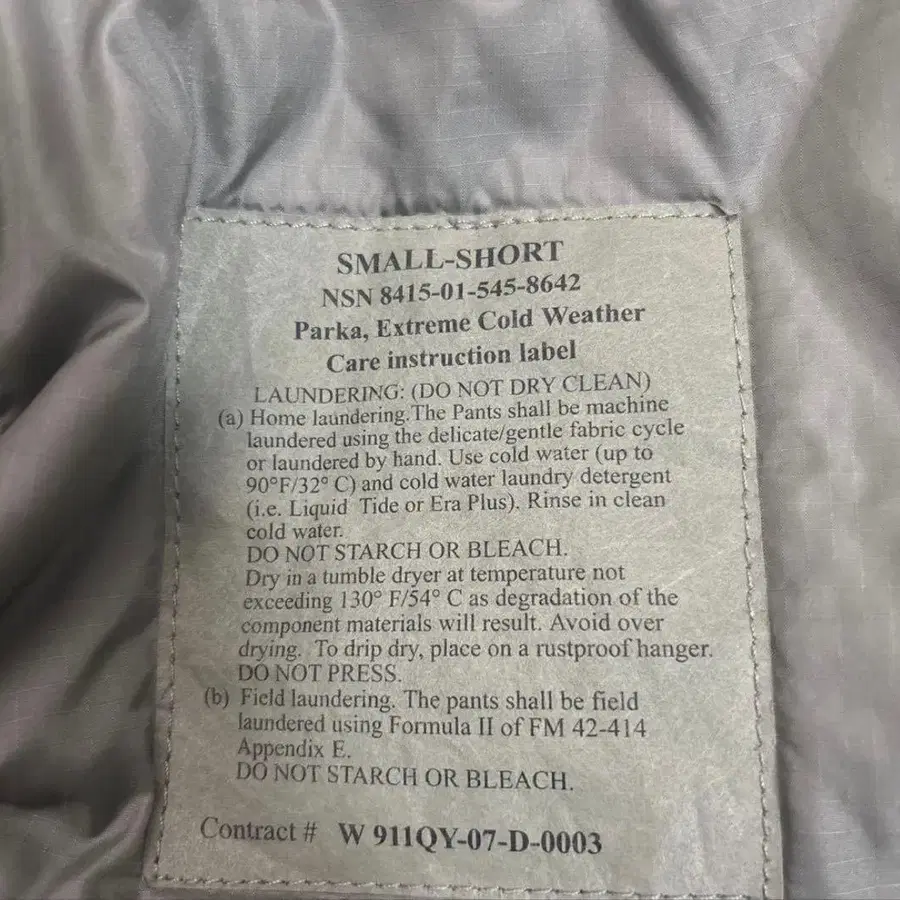 SMALL-SHORT
NSN 8415-01-545-8642
Parka, Extreme Cold Weather
Care instruction label
LAUNDERING: (DO NOT DRY CLEAN)
(a) Home laundering.The Pants shall be machine
laundered using the delicate/gentle fabric cycle
or laundered by hand. Use cold water (up to
90°F/32° C) and cold water laundry detergent
(i.e. Liquid Tide or Era Plus). Rinse in clean
cold water.
DO NOT STARCH OR BLEACH.
Dry in a tumble dryer at temperature not
exceeding 130° F/54° C as degradation of the
component materials will result. Avoid over
drying. To drip dry, place on a rustproof hanger.
DO NOT PRESS.
(b) Field laundering. The pants shall be field
laundered using Formula II of FM 42-414
Appendix E.
DO NOT STARCH OR BLEACH.
Contract # W 911QY-07-D-0003